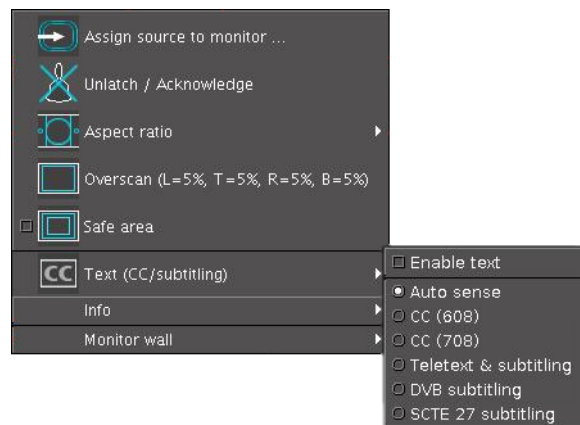 Assign source to monitor ...
Unlatch / Acknowledge
Aspect ratio
Overscan (L=5%, T=5%, R=5%, B=5%)
Safe area
CC Text (CC/subtitling)
Info
Monitor wall
Enable text
Auto sense
CC (608)
CC (708)
Teletext & subtitling
DVB subtitling
SCTE 27 subtitling